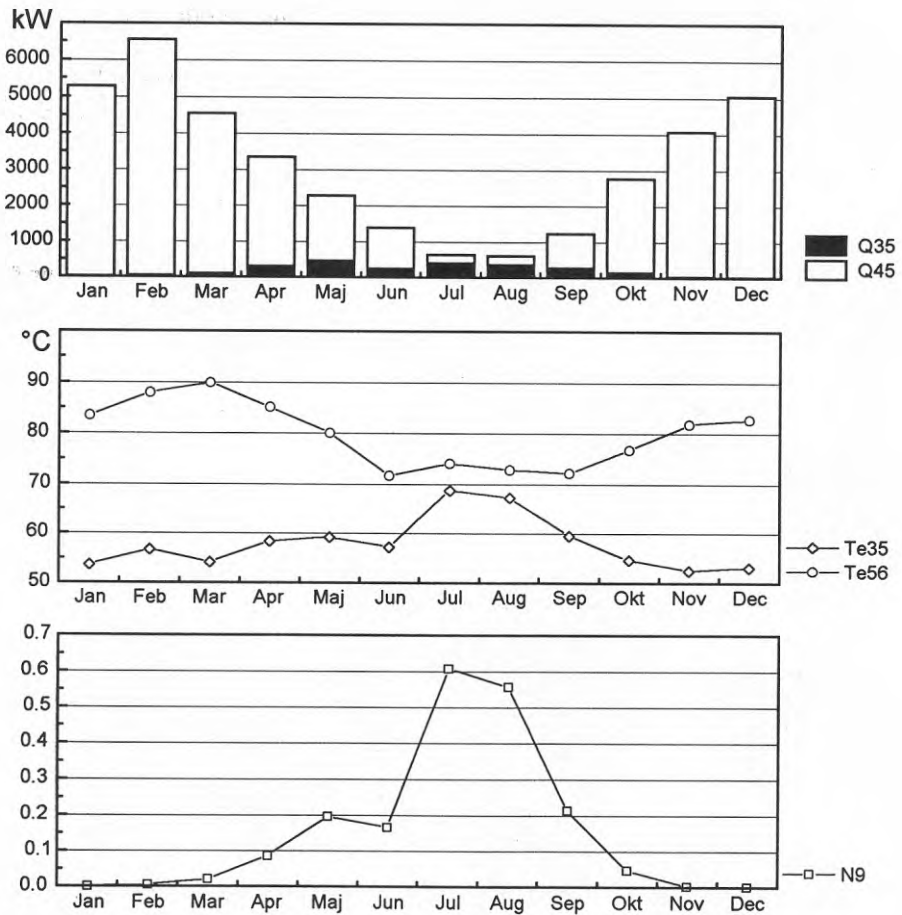 kW
6000
5000
4000
3000
2000
1000
0
Jan Feb Mar Apr Maj Jun Jul Aug Sep Okt Nov Dec
Q35
Q45
°C
90
80
70
60
50
Jan Feb Mar Apr Maj Jun Jul Aug Sep Okt Nov Dec
Te35
Te56
0.7
0.6
0.5
0.4
0.3
0.2
0.1
0.0
Jan Feb Mar Apr Maj Jun Jul Aug Sep Okt Nov Dec
N9